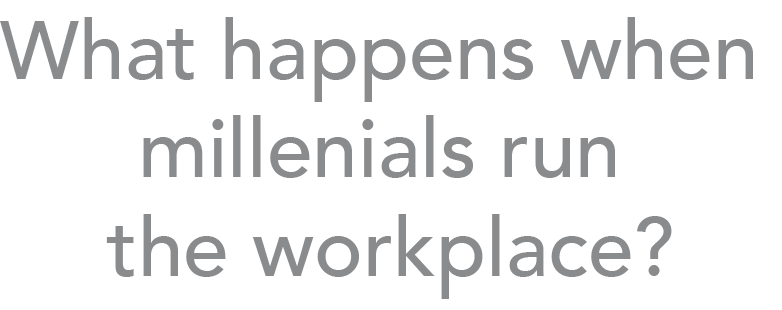 What happens when
millenials run
the workplace?